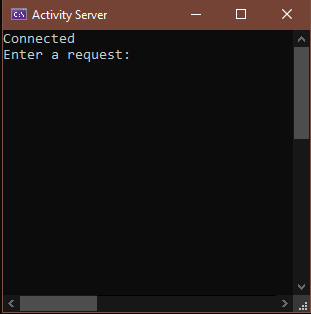 Activity Server
Connected
Enter a request: